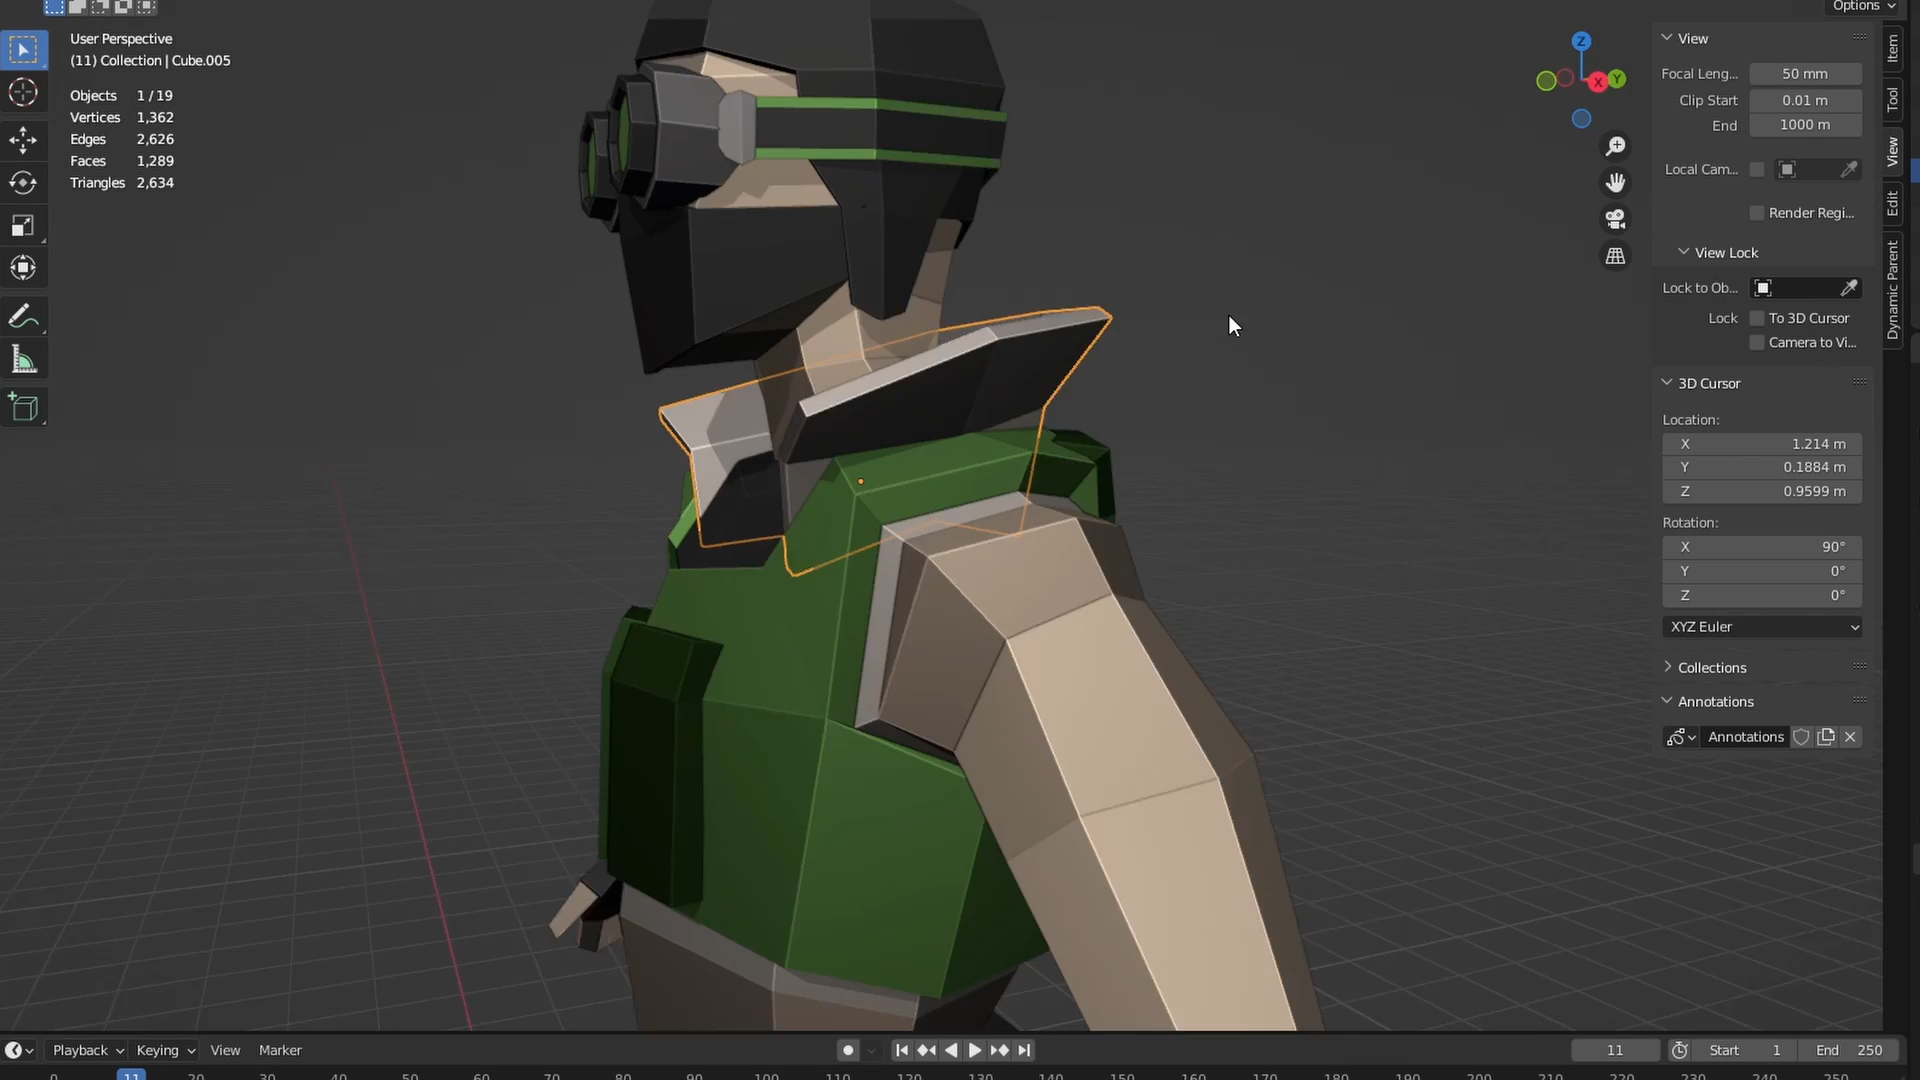 Options
User Perspective
(11) Collection | Cube.005
Objects 1 / 19
Vertices 1,362
Edges 2,626
Faces 1,289
Triangles 2,634
Z
X
Y
View
Focal Leng... 50 mm
Clip Start 0.01 m
End 1000 m
Local Cam...
Render Regi...
View Lock
Lock to Ob...
Lock To 3D Cursor
Camera to Vi...
3D Cursor
Location:
X 1.214 m
Y 0.1884 m
Z 0.9599 m
Rotation:
X 90°
Y 0°
Z 0°
XYZ Euler
Collections
Annotations
Annotations
Item
Tool
View
Edit
Dynamic Parent
Playback Keying View Marker
11 Start 1 End 250
0 11 20 30 40 50 60 70 80 90 100 110 120 130 140 150 160 170 180 190 200 210 220 230 240 250